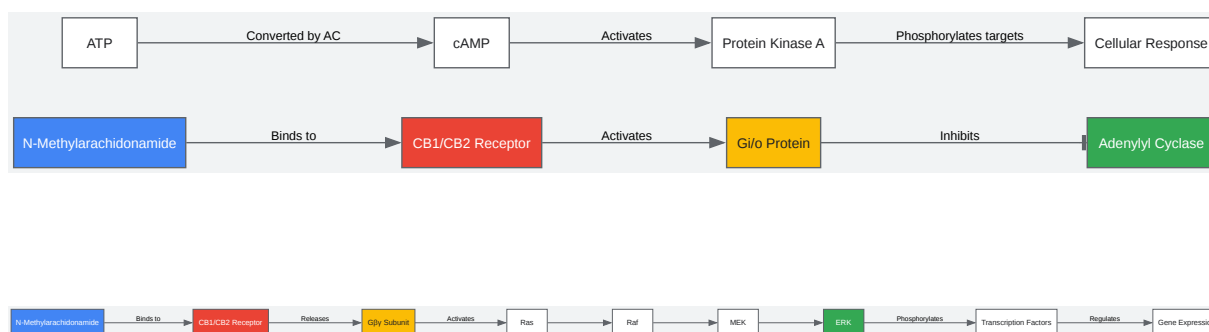 ATP Converted by AC cAMP Activates Protein Kinase A Phosphorylates targets Cellular Response
N-Methylarachidonamide Binds to CB1/CB2 Receptor Activates Gi/o Protein Inhibits Adenylyl Cyclase
N-Methylarachidonamide Binds to CB1/CB2 Receptor Releases Gβγ Subunit Activates Ras Raf MEK ERK Phosphorylates Transcription Factors Regulates Gene Expressio